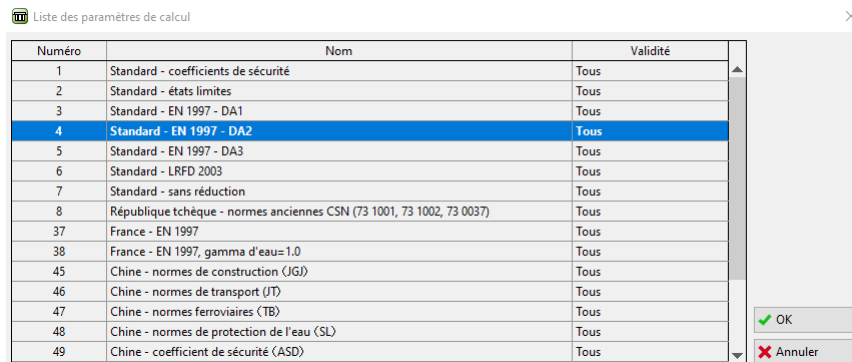 Liste des paramètres de calcul
Numéro Nom Validité
1 Standard - coefficients de sécurité Tous
2 Standard - états limites Tous
3 Standard - EN 1997 - DA1 Tous
4 Standard - EN 1997 - DA2 Tous
5 Standard - EN 1997 - DA3 Tous
6 Standard - LRFD 2003 Tous
7 Standard - sans réduction Tous
8 République tchèque - normes anciennes CSN (73 1001, 73 1002, 73 0037) Tous
37 France - EN 1997 Tous
38 France - EN 1997, gamma d'eau=1.0 Tous
45 Chine - normes de construction (JGJ) Tous
46 Chine - normes de transport (JT) Tous
47 Chine - normes ferroviaires (TB) Tous
48 Chine - normes de protection de l'eau (SL) Tous
49 Chine - coefficient de sécurité (ASD) Tous
OK
Annuler